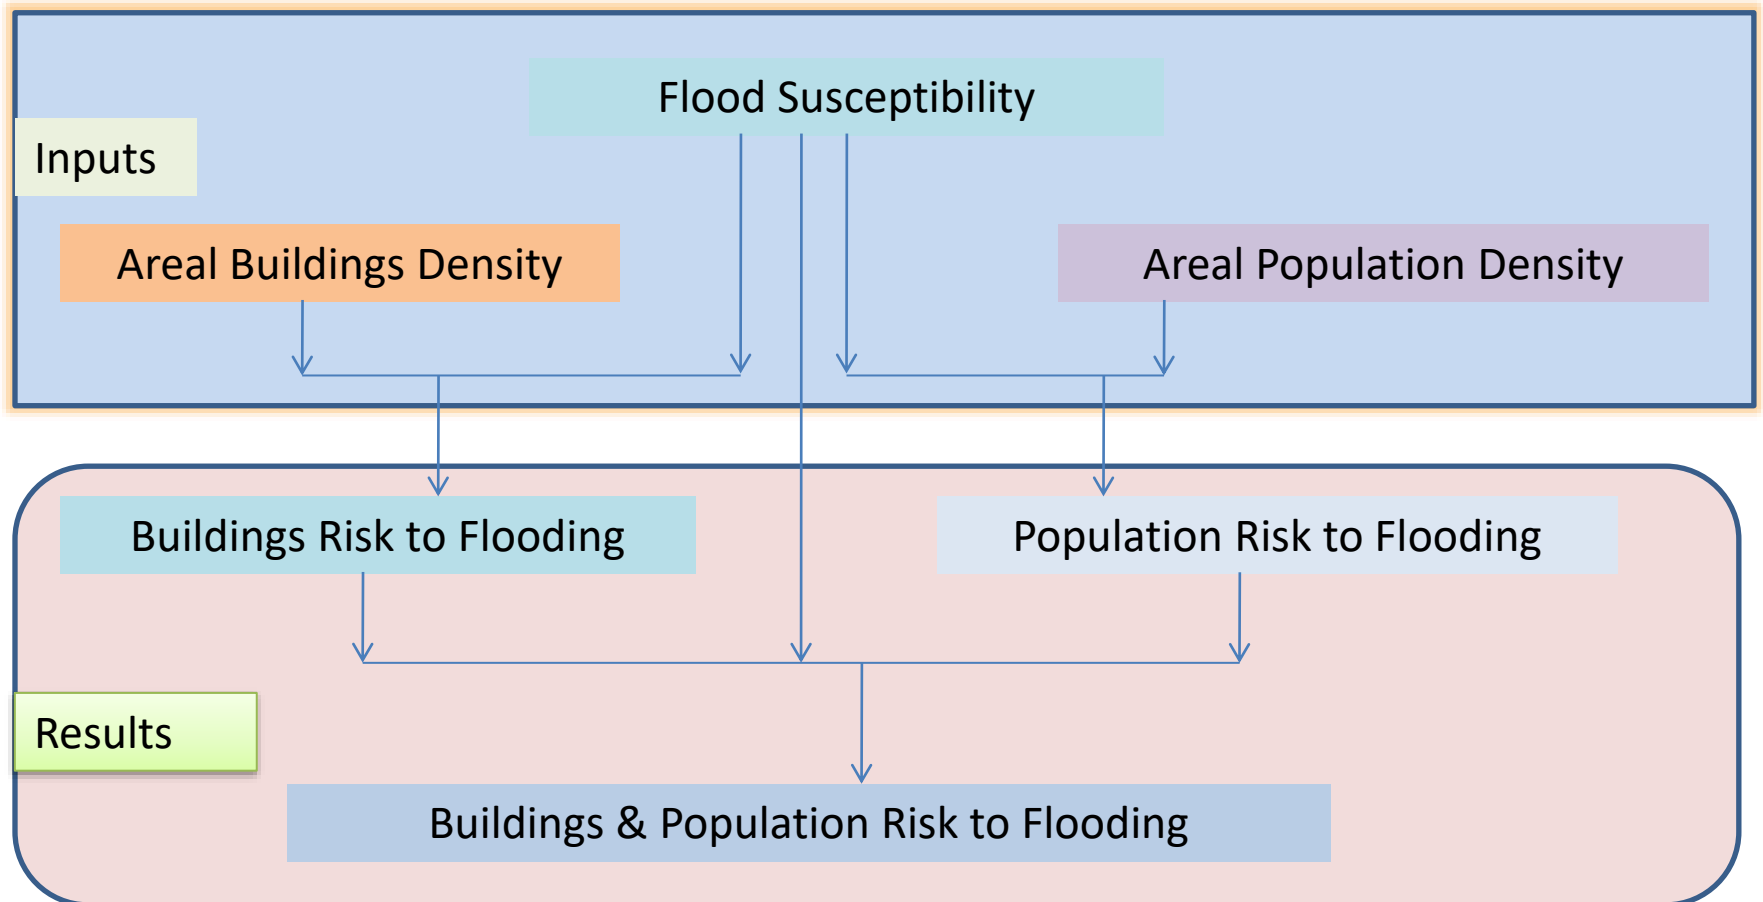 Flood Susceptibility
Inputs
Areal Buildings Density
Areal Population Density
Buildings Risk to Flooding
Population Risk to Flooding
Results
Buildings & Population Risk to Flooding